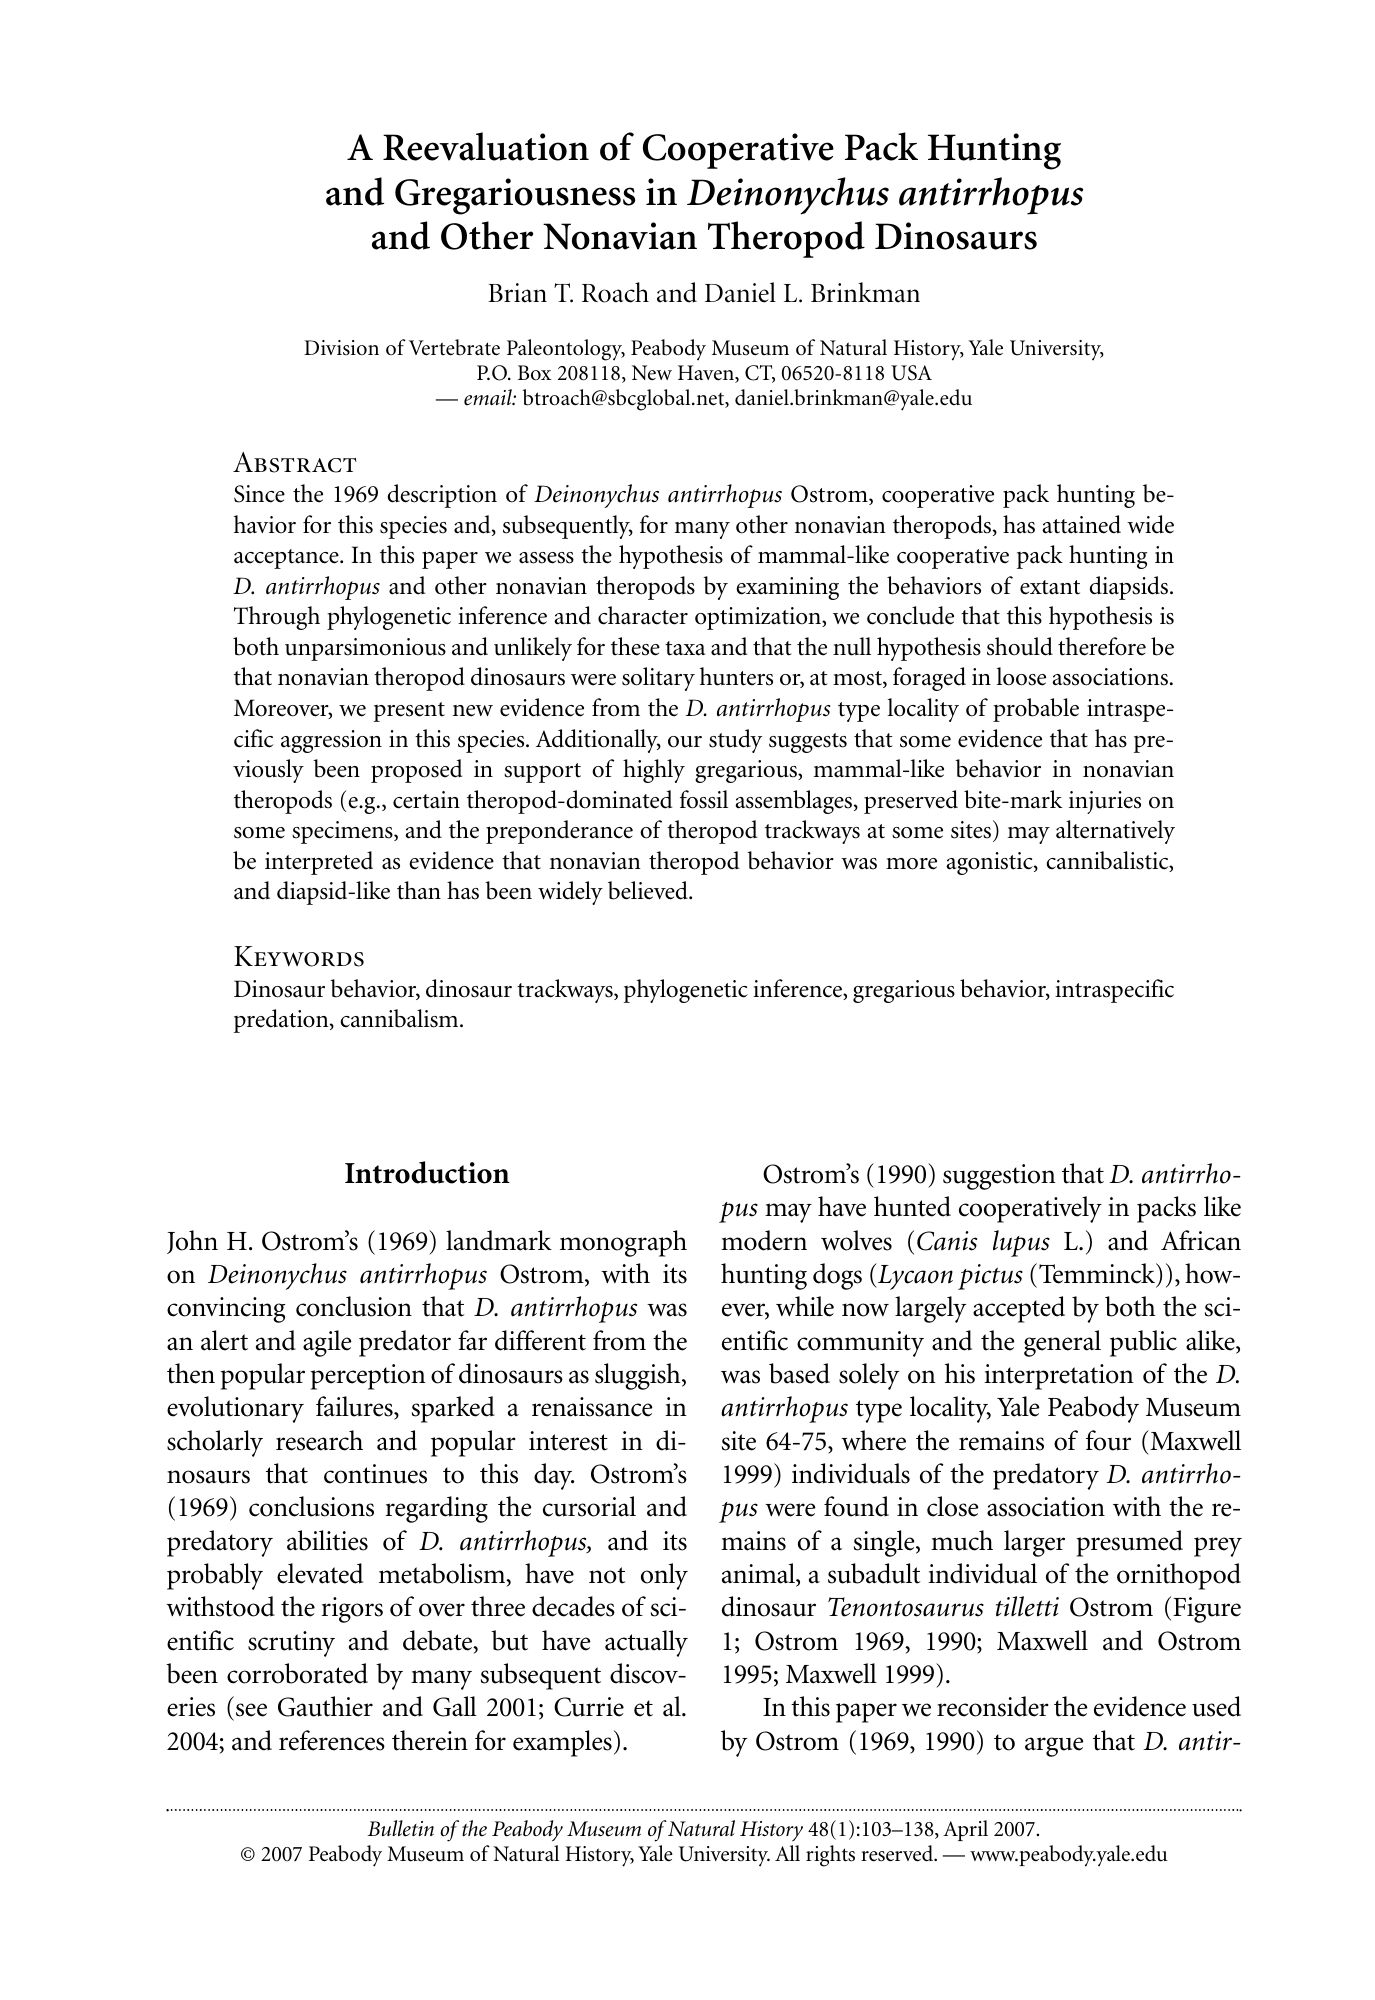 A Reevaluation of Cooperative Pack Hunting
and Gregariousness in Deinonychus antirrhopus
and Other Nonavian Theropod Dinosaurs
Brian T. Roach and Daniel L. Brinkman
Division of Vertebrate Paleontology, Peabody Museum of Natural History, Yale University,
P.O. Box 208118, New Haven, CT, 06520-8118 USA
— email: btroach@sbcglobal.net, daniel.brinkman@yale.edu
Abstract
Since the 1969 description of Deinonychus antirrhopus Ostrom, cooperative pack hunting be-
havior for this species and, subsequently, for many other nonavian theropods, has attained wide
acceptance. In this paper we assess the hypothesis of mammal-like cooperative pack hunting in
D. antirrhopus and other nonavian theropods by examining the behaviors of extant diapsids.
Through phylogenetic inference and character optimization, we conclude that this hypothesis is
both unparsimonious and unlikely for these taxa and that the null hypothesis should therefore be
that nonavian theropod dinosaurs were solitary hunters or, at most, foraged in loose associations.
Moreover, we present new evidence from the D. antirrhopus type locality of probable intraspe-
cific aggression in this species. Additionally, our study suggests that some evidence that has pre-
viously been proposed in support of highly gregarious, mammal-like behavior in nonavian
theropods (e.g., certain theropod-dominated fossil assemblages, preserved bite-mark injuries on
some specimens, and the preponderance of theropod trackways at some sites) may alternatively
be interpreted as evidence that nonavian theropod behavior was more agonistic, cannibalistic,
and diapsid-like than has been widely believed.
Keywords
Dinosaur behavior, dinosaur trackways, phylogenetic inference, gregarious behavior, intraspecific
predation, cannibalism.
Introduction
John H. Ostrom's (1969) landmark monograph
on Deinonychus antirrhopus Ostrom, with its
convincing conclusion that D. antirrhopus was
an alert and agile predator far different from the
then popular perception of dinosaurs as sluggish,
evolutionary failures, sparked a renaissance in
scholarly research and popular interest in di-
nosaurs that continues to this day. Ostrom's
(1969) conclusions regarding the cursorial and
predatory abilities of D. antirrhopus, and its
probably elevated metabolism, have not only
withstood the rigors of over three decades of sci-
entific scrutiny and debate, but have actually
been corroborated by many subsequent discov-
eries (see Gauthier and Gall 2001; Currie et al.
2004; and references therein for examples).
Ostrom's (1990) suggestion that D. antirrho-
pus may have hunted cooperatively in packs like
modern wolves (Canis lupus L.) and African
hunting dogs (Lycaon pictus (Temminck)), how-
ever, while now largely accepted by both the sci-
entific community and the general public alike,
was based solely on his interpretation of the D.
antirrhopus type locality, Yale Peabody Museum
site 64-75, where the remains of four (Maxwell
1999) individuals of the predatory D. antirrho-
pus were found in close association with the re-
mains of a single, much larger presumed prey
animal, a subadult individual of the ornithopod
dinosaur Tenontosaurus tilletti Ostrom (Figure
1; Ostrom 1969, 1990; Maxwell and Ostrom
1995; Maxwell 1999).
In this paper we reconsider the evidence used
by Ostrom (1969, 1990) to argue that D. antir-
Bulletin of the Peabody Museum of Natural History 48(1):103–138, April 2007.
© 2007 Peabody Museum of Natural History, Yale University. All rights reserved. — www.peabody.yale.edu